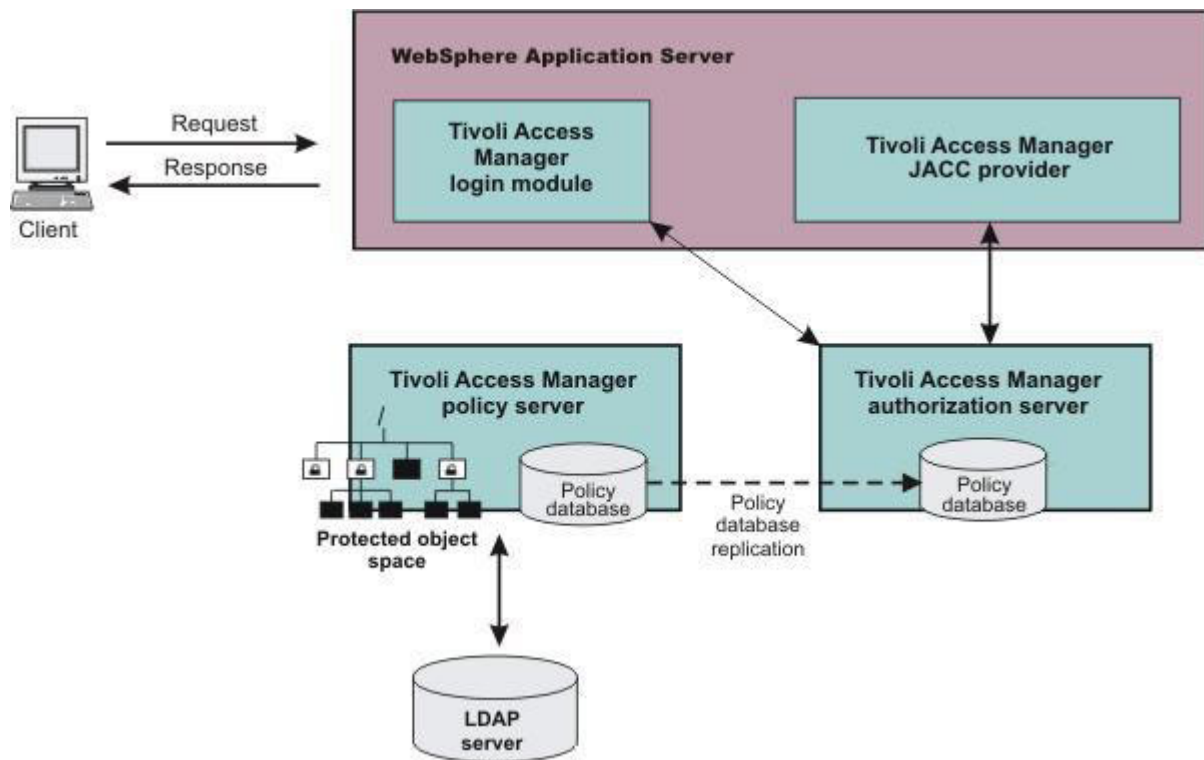 WebSphere Application Server
Request
Response
Client
Tivoli Access
Manager
login module
Tivoli Access Manager
JACC provider
Tivoli Access Manager
policy server
/
Policy
database
Protected object
space
Policy
database
replication
Tivoli Access Manager
authorization server
Policy
database
LDAP
server